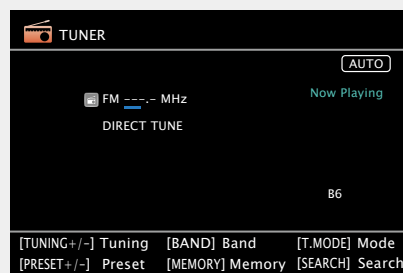 TUNER
AUTO
FM ---.- MHz
Now Playing
DIRECT TUNE
B6
[TUNING+/-] Tuning [BAND] Band [T.MODE] Mode
[PRESET+/-] Preset [MEMORY] Memory [SEARCH] Search